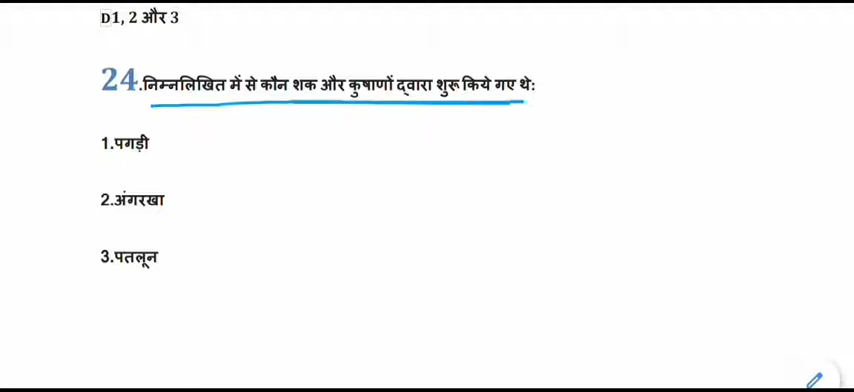 D1, 2 और 3
24.निम्नलिखित में से कौन शक और कुषाणों द्वारा शुरू किये गए थे:
1.पगड़ी
2.अंगरखा
3.पतलून